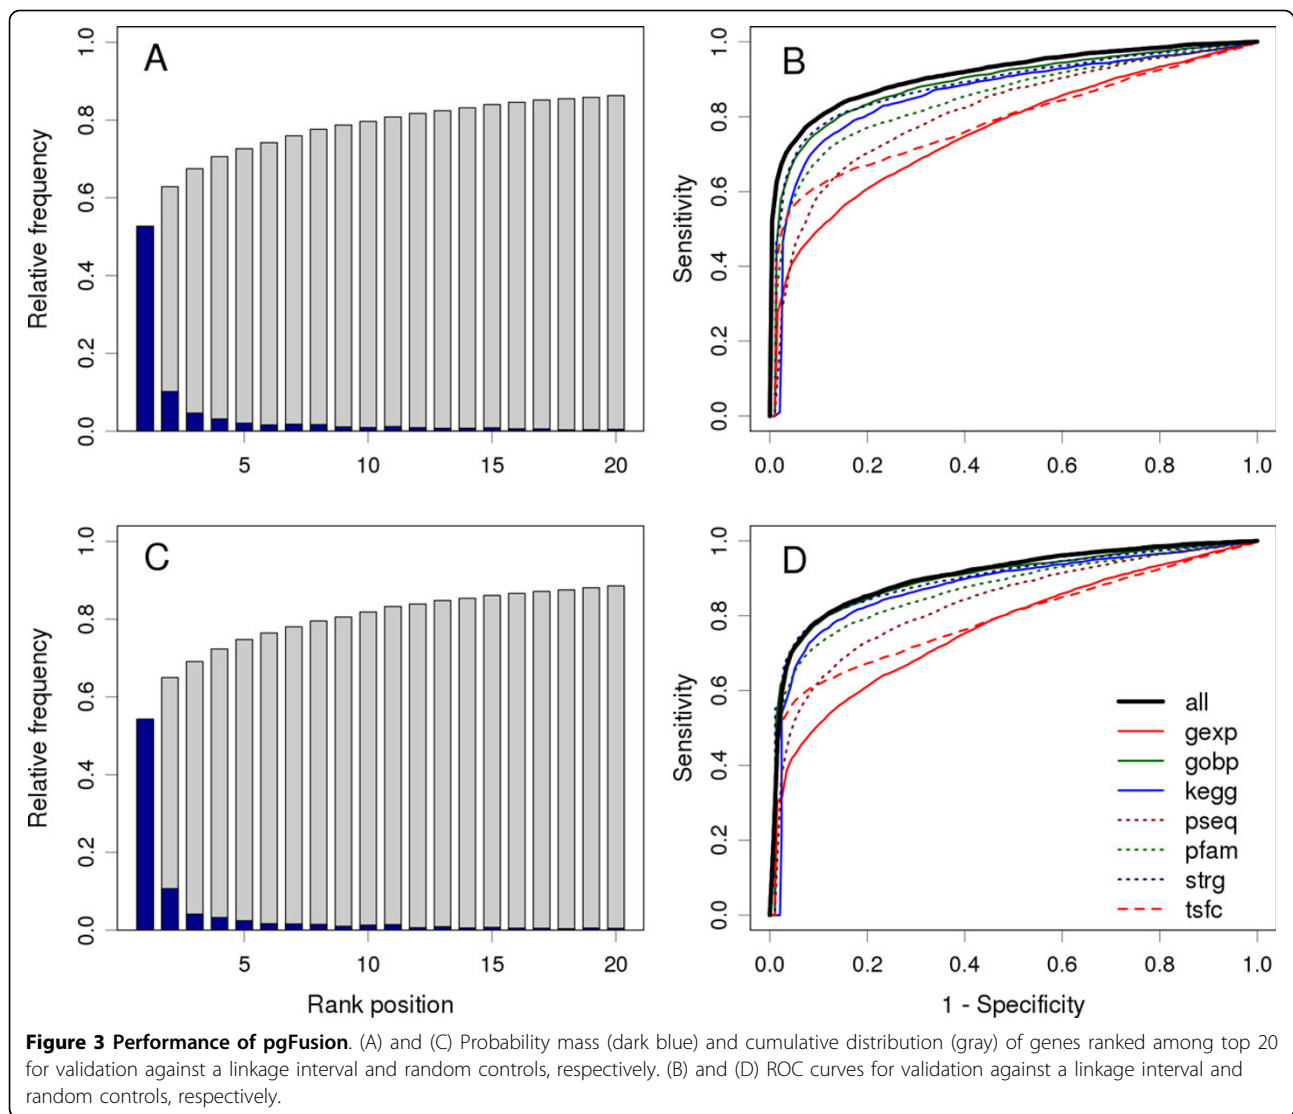 A
Relative frequency
0.0 0.2 0.4 0.6 0.8 1.0
5 10 15 20
B
Sensitivity
0.0 0.2 0.4 0.6 0.8 1.0
0.0 0.2 0.4 0.6 0.8 1.0
C
Relative frequency
0.0 0.2 0.4 0.6 0.8 1.0
5 10 15 20
Rank position
D
Sensitivity
0.0 0.2 0.4 0.6 0.8 1.0
all
gexp
gobp
kegg
pseq
pfam
strg
tsfc
0.0 0.2 0.4 0.6 0.8 1.0
1 - Specificity
Figure 3 Performance of pgFusion. (A) and (C) Probability mass (dark blue) and cumulative distribution (gray) of genes ranked among top 20
for validation against a linkage interval and random controls, respectively. (B) and (D) ROC curves for validation against a linkage interval and
random controls, respectively.